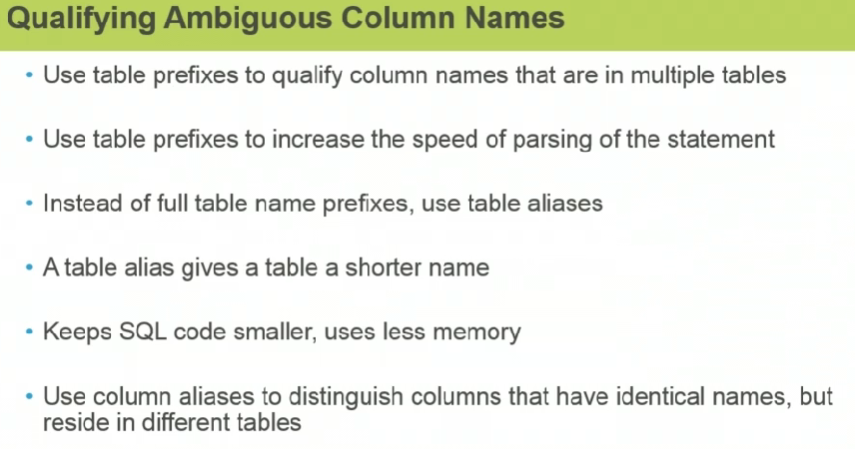 Qualifying Ambiguous Column Names
• Use table prefixes to qualify column names that are in multiple tables
• Use table prefixes to increase the speed of parsing of the statement
• Instead of full table name prefixes, use table aliases
• A table alias gives a table a shorter name
• Keeps SQL code smaller, uses less memory
• Use column aliases to distinguish columns that have identical names, but
reside in different tables